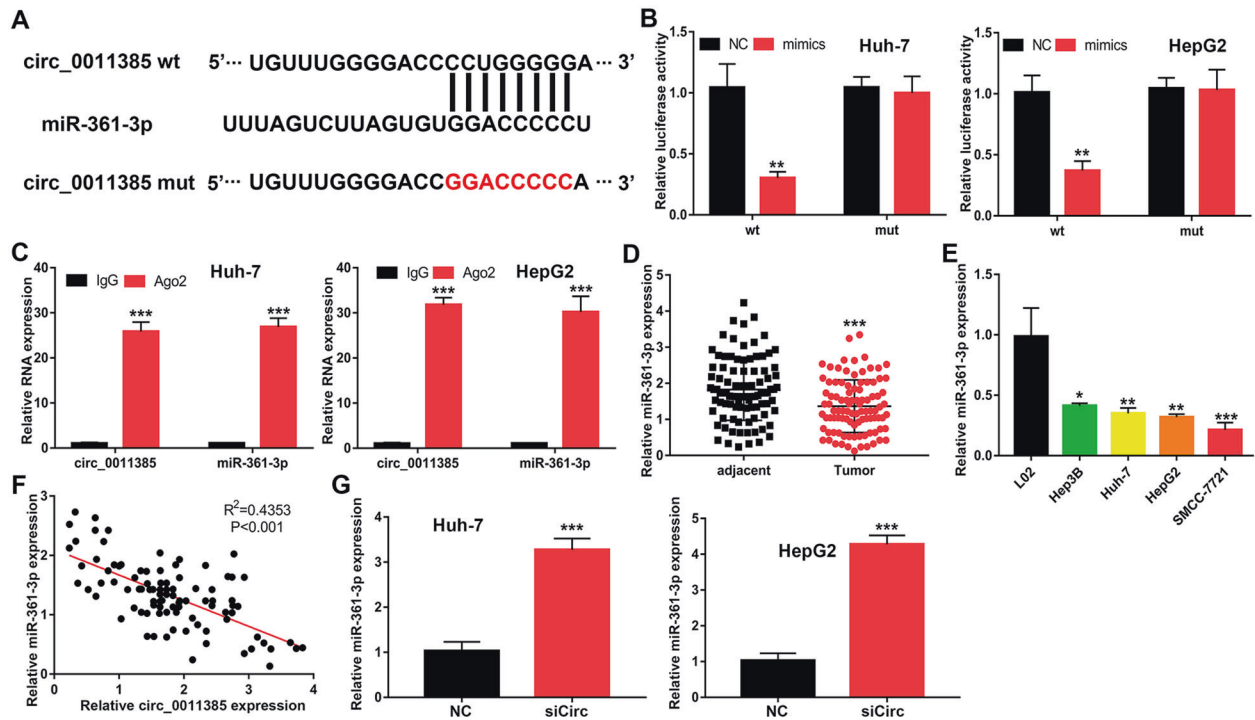 A
circ_0011385 wt 5'··· UGUUUGGGGACCCCUGGGGGA ··· 3'
miR-361-3p UUUAGUCUUAGUGUGGACCCCCU
circ_0011385 mut 5'··· UGUUUGGGGACCGGACCCCCA ··· 3'
B
NC mimics Huh-7
Relative luciferase activity
1.5
1.0
0.5
0.0
**
wt mut
NC mimics HepG2
Relative luciferase activity
1.5
1.0
0.5
0.0
**
wt mut
C
IgG Ago2 Huh-7
Relative RNA expression
40
30
20
10
0
*** ***
circ_0011385 miR-361-3p
IgG Ago2 HepG2
Relative RNA expression
40
30
20
10
0
*** ***
circ_0011385 miR-361-3p
D
Relative miR-361-3p expression
5
4
3
2
1
0
***
adjacent Tumor
E
Relative miR-361-3p expression
1.5
1.0
0.5
0.0
* ** ** ***
L02 Hep3B Huh-7 HepG2 SMCC-7721
F
Relative miR-361-3p expression
3
2
1
0
R2=0.4353
P<0.001
0 1 2 3 4
Relative circ_0011385 expression
G
Huh-7
Relative miR-361-3p expression
4
3
2
1
0
***
NC siCirc
HepG2
Relative miR-361-3p expression
5
4
3
2
1
0
***
NC siCirc